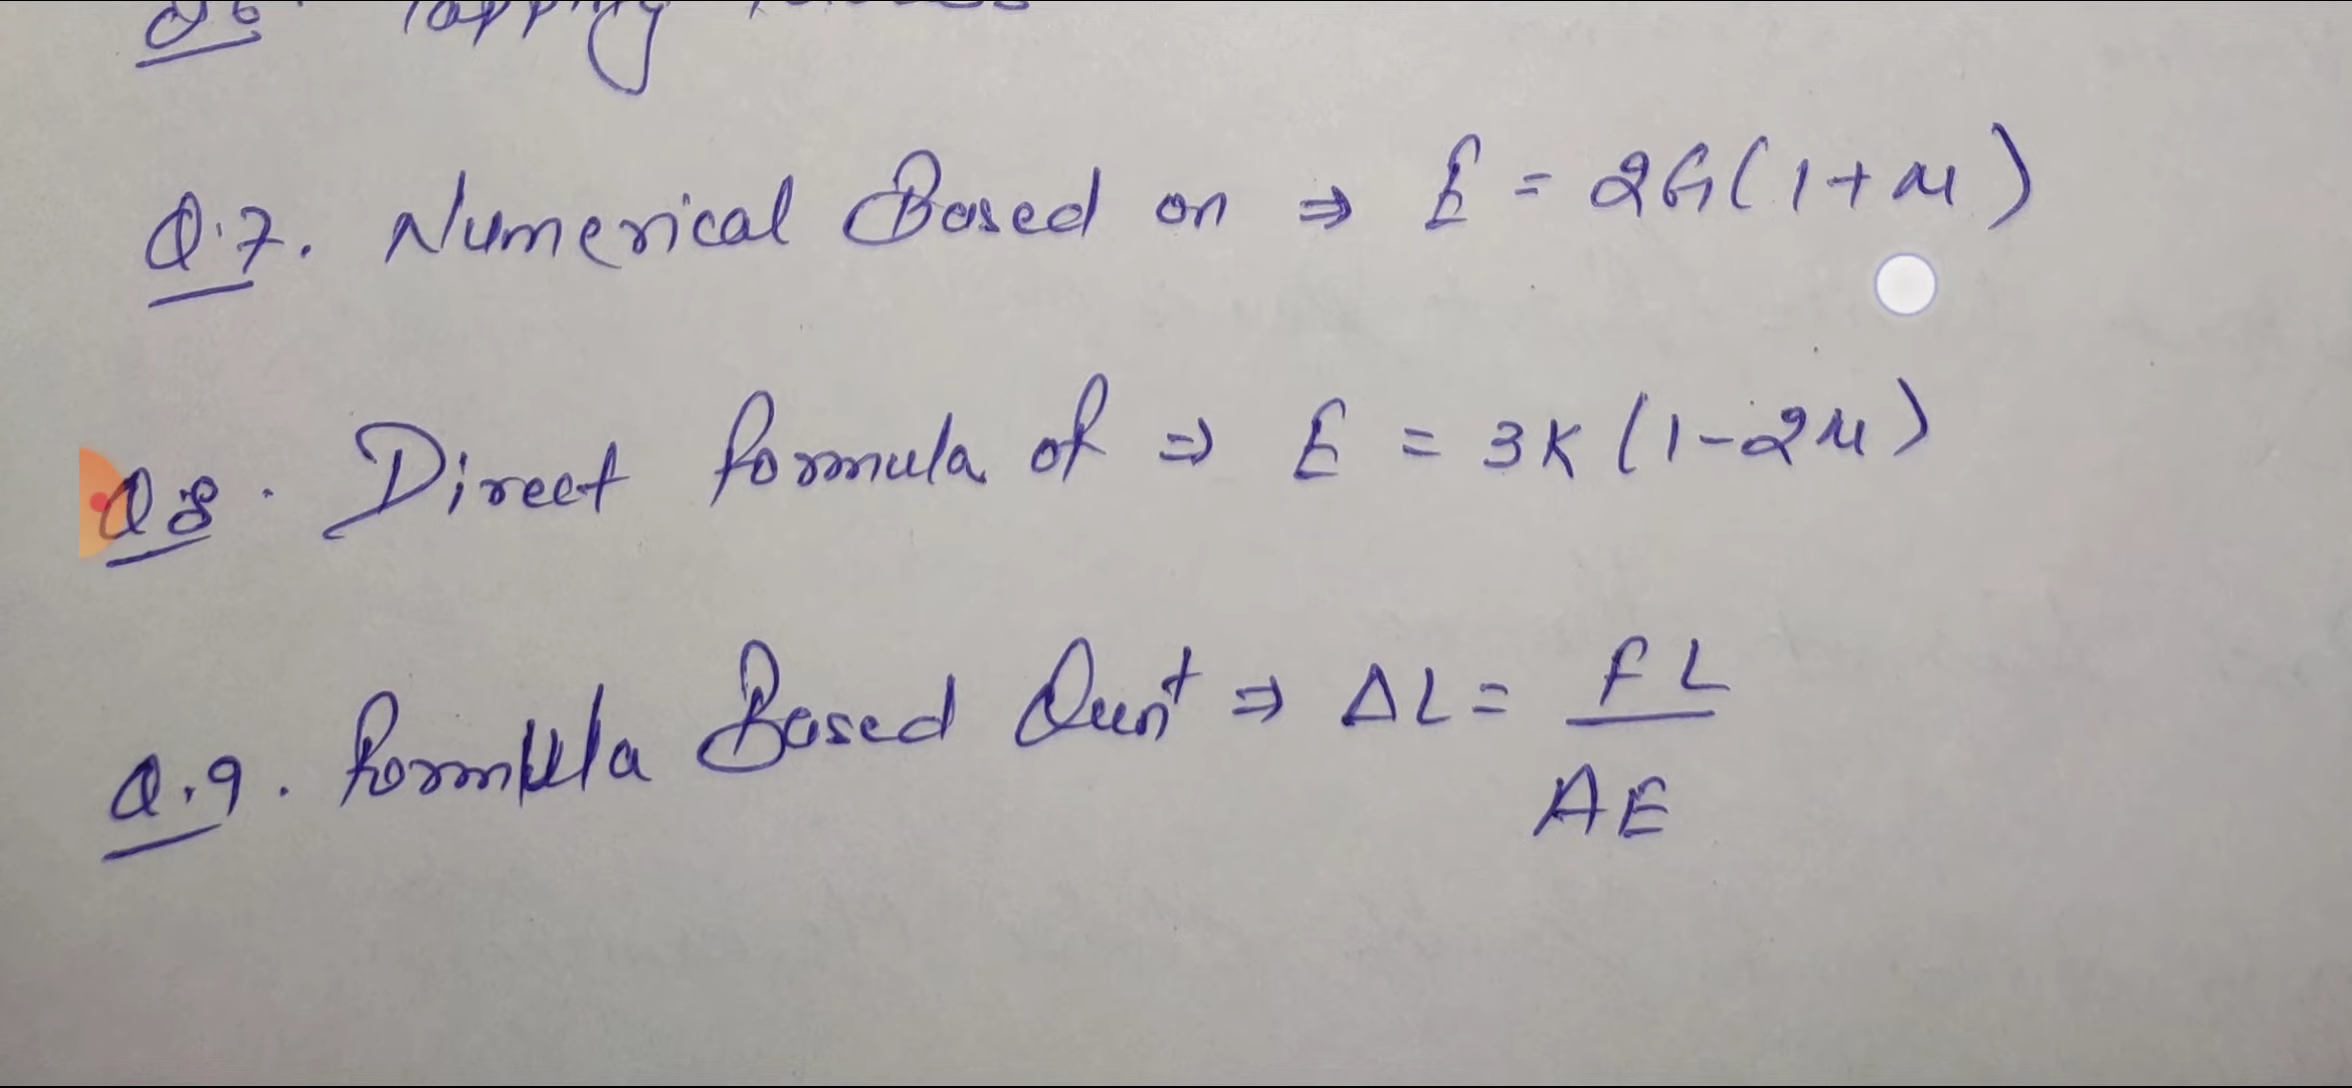 Q.7. Numerical Based on ⇒ E = 2G(1+μ)
Q8. Direct formula of ⇒ E = 3K(1-2μ)
Q.9. formula Based Quest ⇒ ΔL = FL
AE